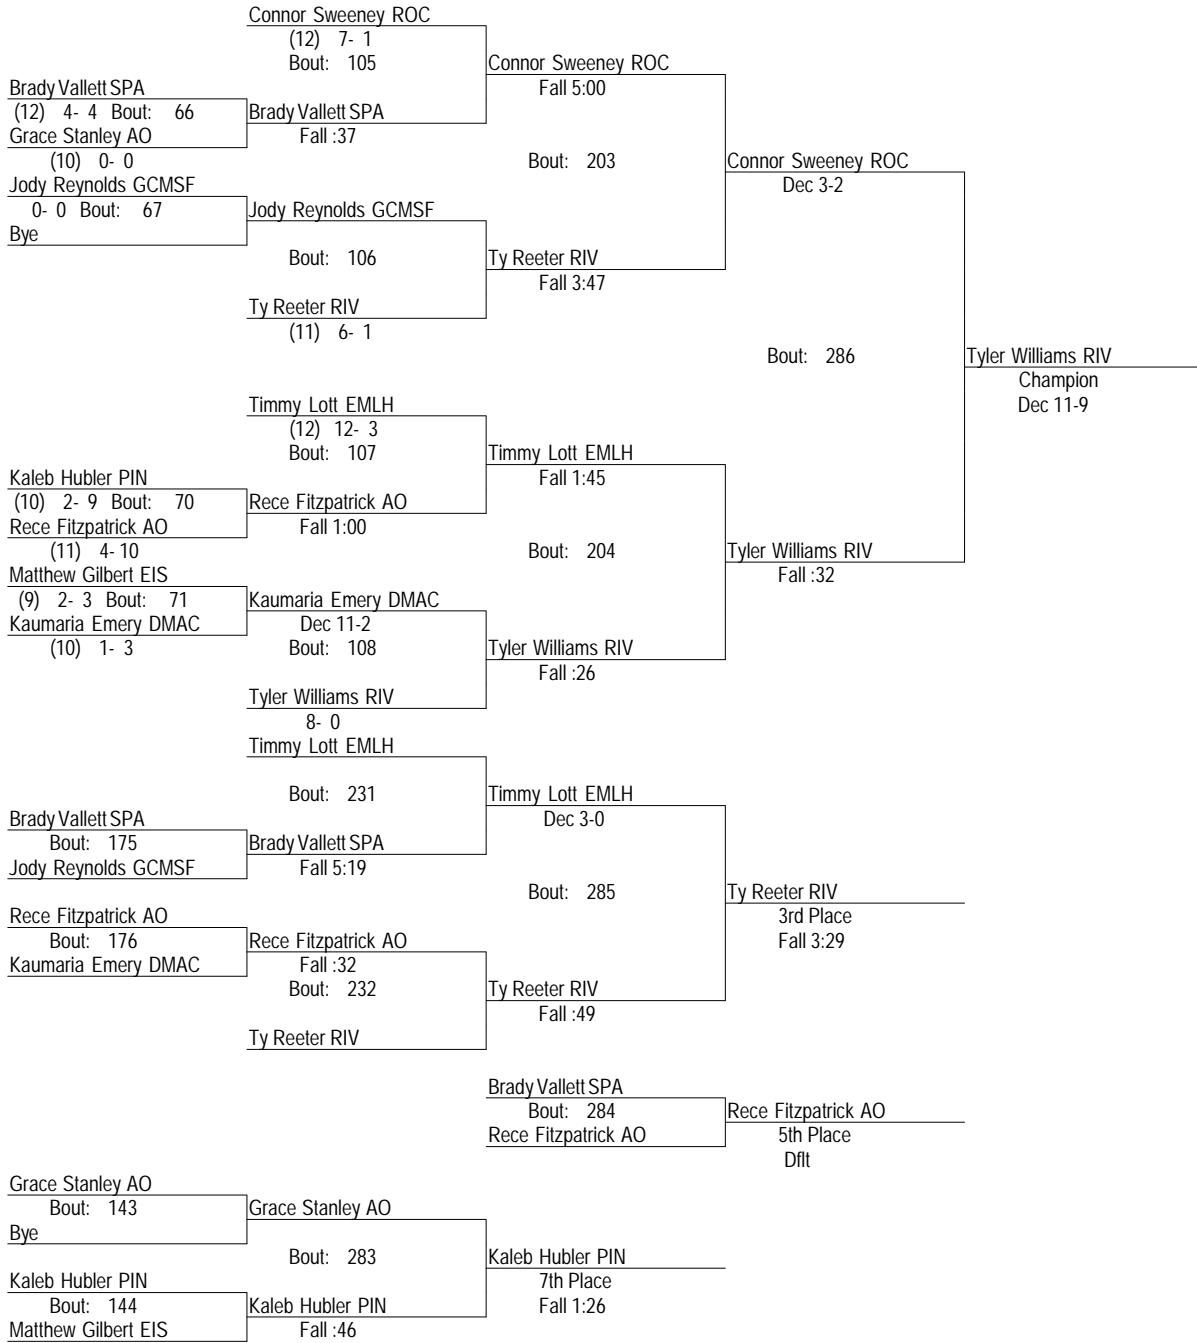 Connor Sweeney ROC
(12) 7- 1
Bout: 105
Connor Sweeney ROC
Fall 5:00
Brady Vallett SPA
(12) 4- 4 Bout: 66
Brady Vallett SPA
Grace Stanley AO
Fall :37
(10) 0- 0
Bout: 203
Connor Sweeney ROC
Jody Reynolds GCMSF
Dec 3-2
0- 0 Bout: 67
Jody Reynolds GCMSF
Bye
Bout: 106
Ty Reeter RIV
Fall 3:47
Ty Reeter RIV
(11) 6- 1
Bout: 286
Tyler Williams RIV
Champion
Dec 11-9
Timmy Lott EMLH
(12) 12- 3
Bout: 107
Timmy Lott EMLH
Fall 1:45
Kaleb Hubler PIN
(10) 2- 9 Bout: 70
Rece Fitzpatrick AO
Rece Fitzpatrick AO
Fall 1:00
(11) 4- 10
Bout: 204
Tyler Williams RIV
Matthew Gilbert EIS
Fall :32
(9) 2- 3 Bout: 71
Kaumaria Emery DMAC
Kaumaria Emery DMAC
Dec 11-2
(10) 1- 3
Bout: 108
Tyler Williams RIV
Fall :26
Tyler Williams RIV
8- 0
Timmy Lott EMLH
Bout: 231
Timmy Lott EMLH
Dec 3-0
Brady Vallett SPA
Bout: 175
Brady Vallett SPA
Jody Reynolds GCMSF
Fall 5:19
Bout: 285
Ty Reeter RIV
3rd Place
Fall 3:29
Rece Fitzpatrick AO
Bout: 176
Rece Fitzpatrick AO
Kaumaria Emery DMAC
Fall :32
Bout: 232
Ty Reeter RIV
Fall :49
Ty Reeter RIV
Brady Vallett SPA
Bout: 284
Rece Fitzpatrick AO
Rece Fitzpatrick AO
5th Place
Dflt
Grace Stanley AO
Bout: 143
Grace Stanley AO
Bye
Bout: 283
Kaleb Hubler PIN
7th Place
Fall 1:26
Kaleb Hubler PIN
Bout: 144
Kaleb Hubler PIN
Matthew Gilbert EIS
Fall :46